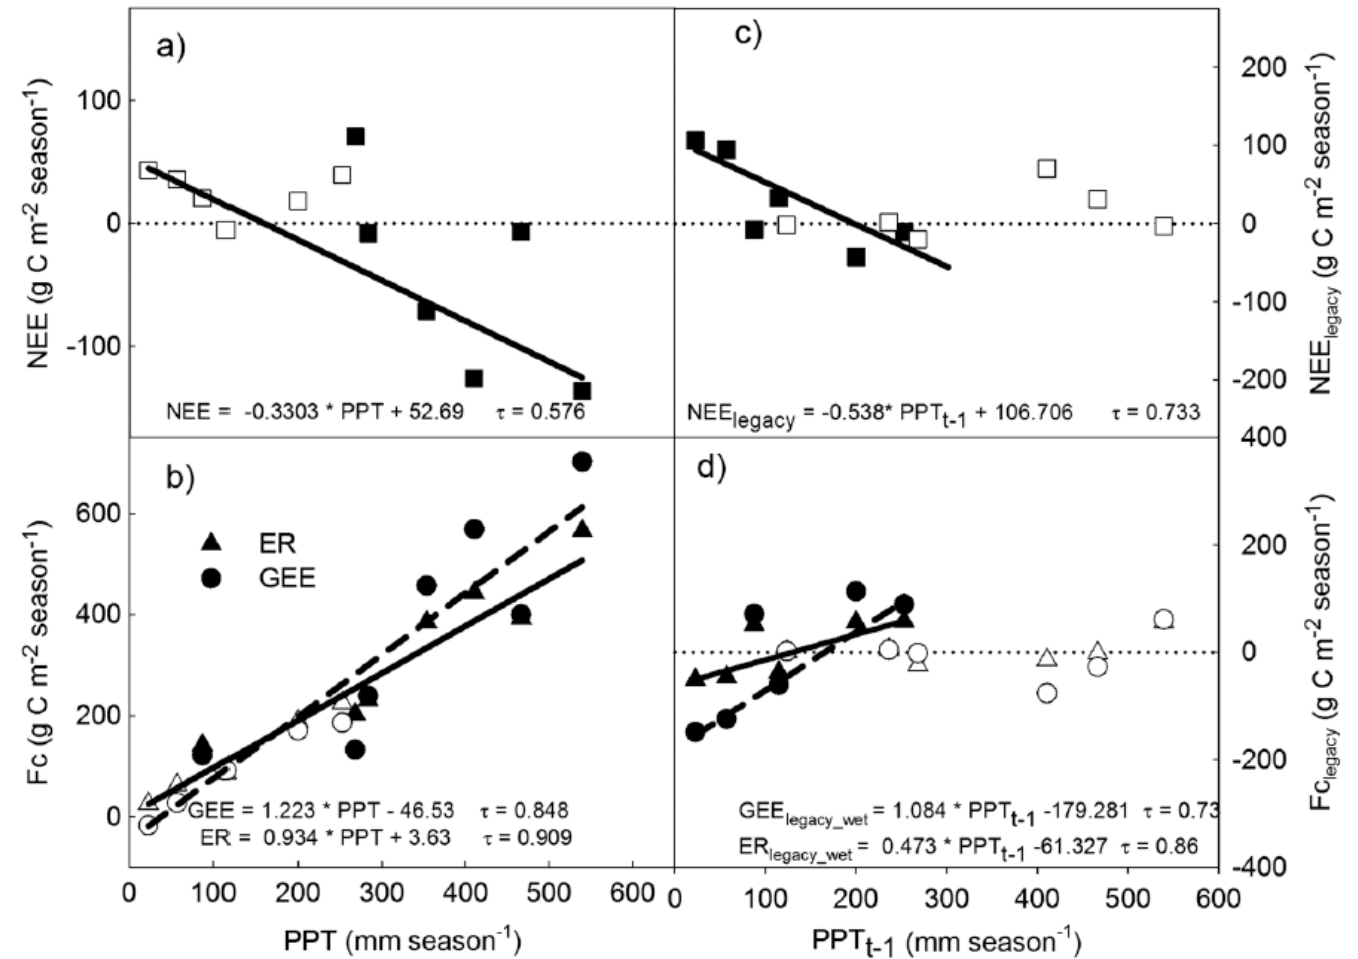 a)
c)
100
0
-100
NEE (g C m-2 season-1)
NEE = -0.3303 * PPT + 52.69 τ = 0.576
200
100
0
-100
-200
NEElegacy (g C m-2 season-1)
NEElegacy = -0.538* PPTt-1 + 106.706 τ = 0.733
b)
ER
GEE
600
400
200
0
Fc (g C m-2 season-1)
GEE = 1.223 * PPT - 46.53 τ = 0.848
ER = 0.934 * PPT + 3.63 τ = 0.909
0 100 200 300 400 500 600
PPT (mm season-1)
d)
400
200
0
-200
-400
Fclegacy (g C m-2 season-1)
GEElegacy_wet = 1.084 * PPTt-1 -179.281 τ = 0.73
ERlegacy_wet = 0.473 * PPTt-1 -61.327 τ = 0.86
0 100 200 300 400 500 600
PPTt-1 (mm season-1)